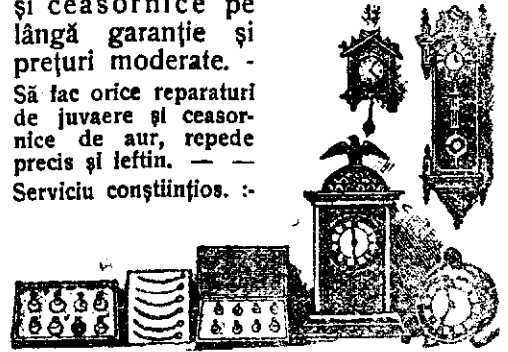 și ceasornice pe
lângă garanție și
prețuri moderate. -
Să fac orice reparaturi
de juvaere și ceasor-
nice de aur, repede
precis și ieftin. — —
Serviciu conștiințios. :-